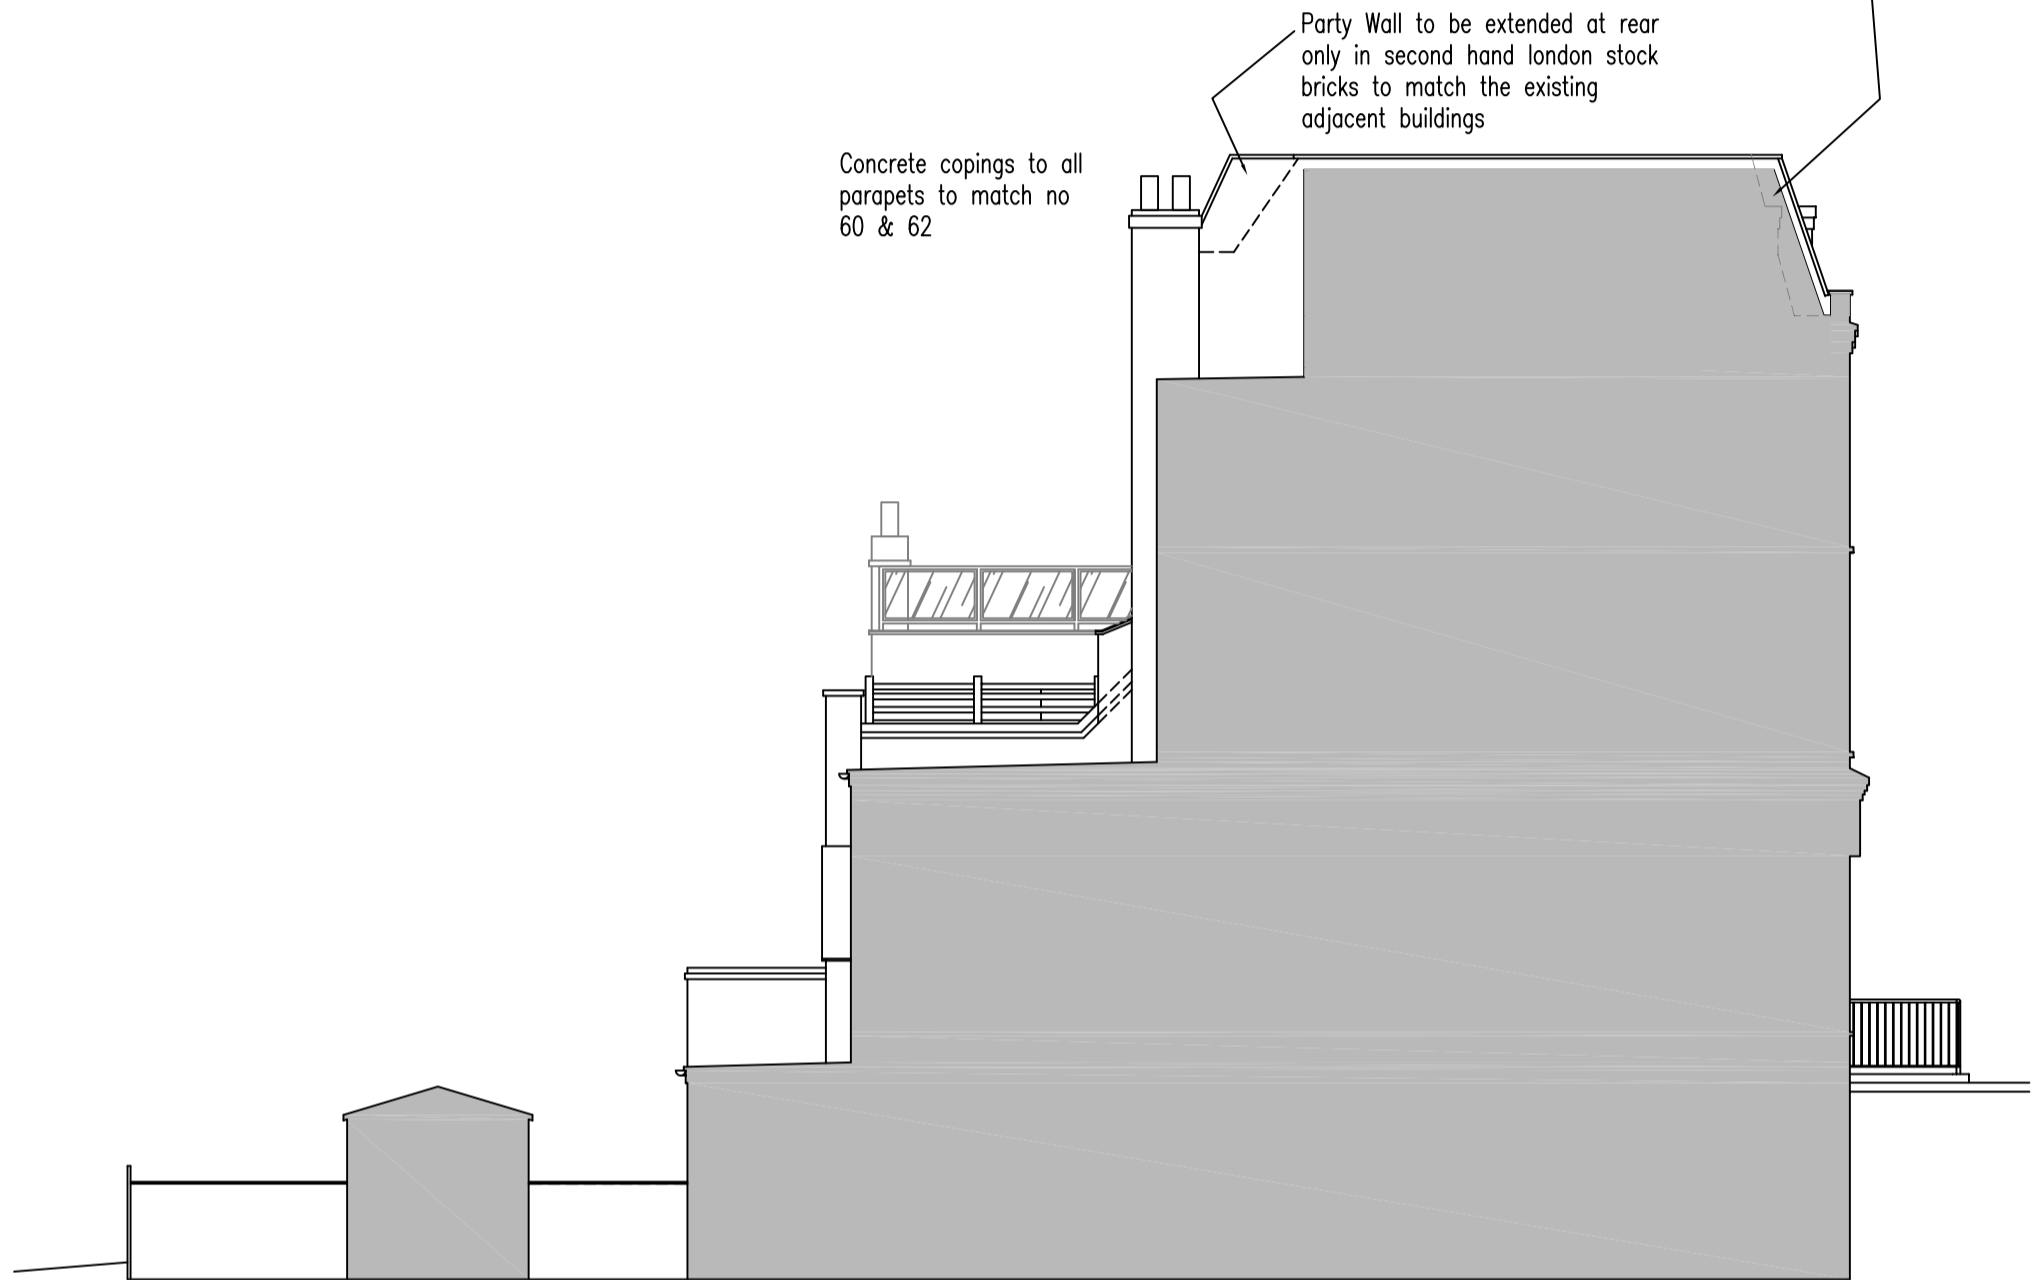 Party Wall to be extended at rear
only in second hand london stock
bricks to match the existing
adjacent buildings
Concrete copings to all
parapets to match no
60 & 62